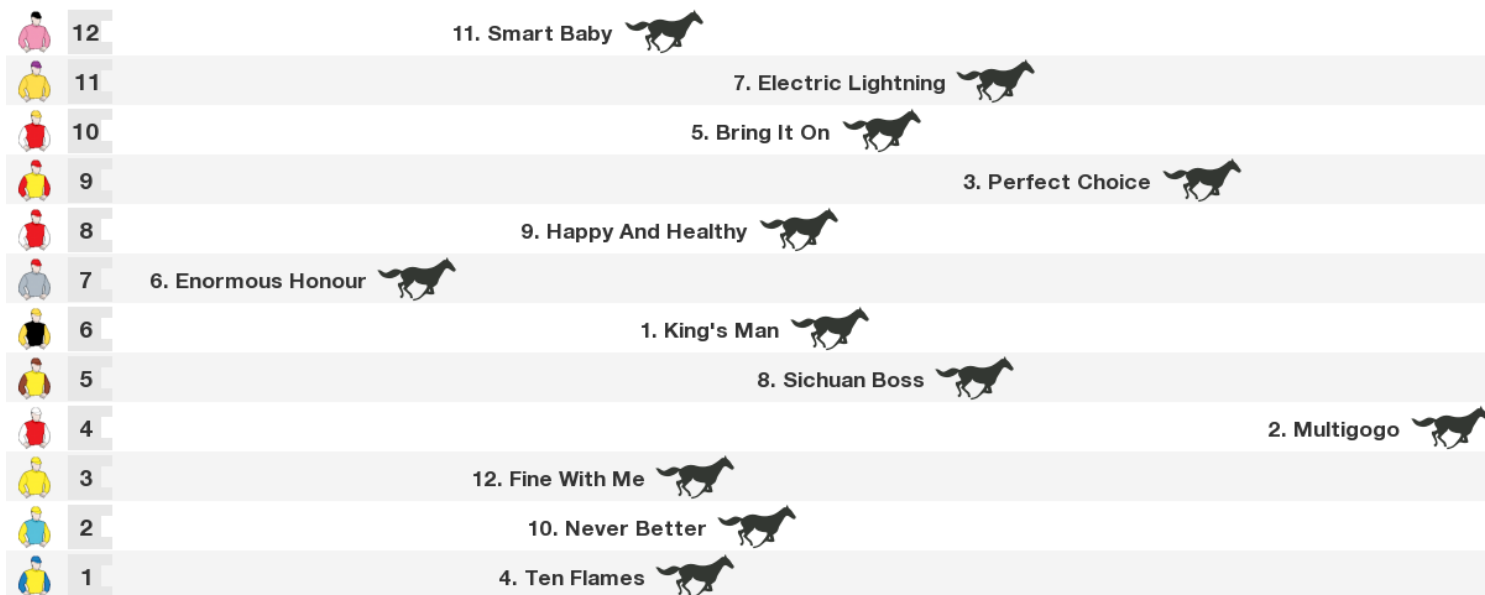 12 11. Smart Baby
11 7. Electric Lightning
10 5. Bring It On
9 3. Perfect Choice
8 9. Happy And Healthy
7 6. Enormous Honour
6 1. King's Man
5 8. Sichuan Boss
4 2. Multigogo
3 12. Fine With Me
2 10. Never Better
1 4. Ten Flames